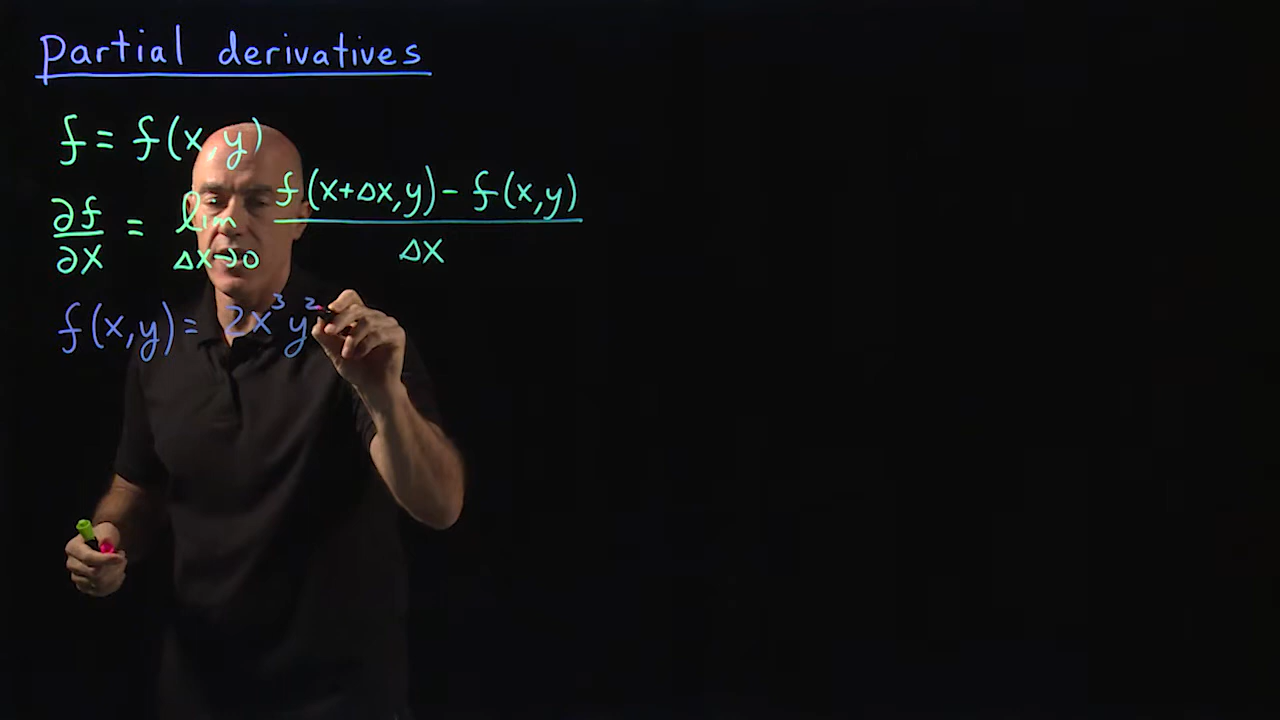 Partial derivatives
f = f(x,y)
∂f/∂x = lim Δx→0 (f(x+Δx,y) - f(x,y))/Δx
f(x,y) = 2x³y²